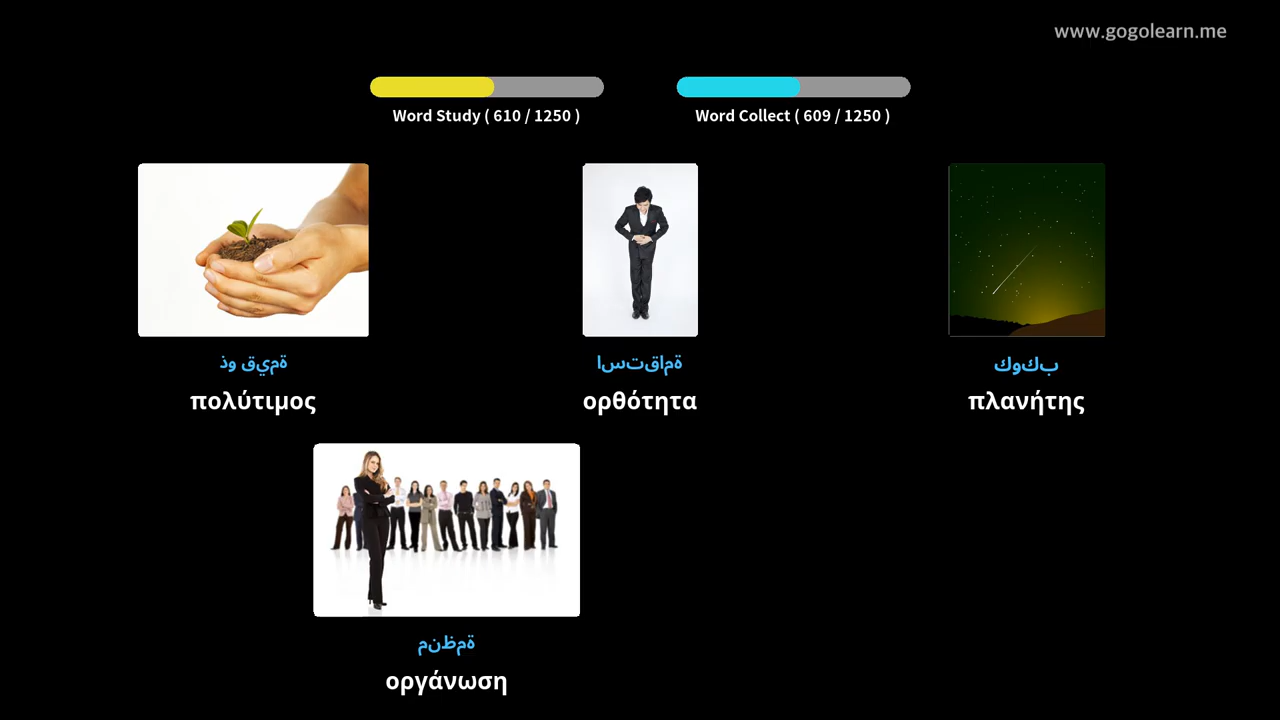 www.gogolearn.me
Word Study ( 610 / 1250 )
Word Collect ( 609 / 1250 )
ذو قيمة
πολύτιμος
استقامة
ορθότητα
كوكب
πλανήτης
منظمة
οργάνωση